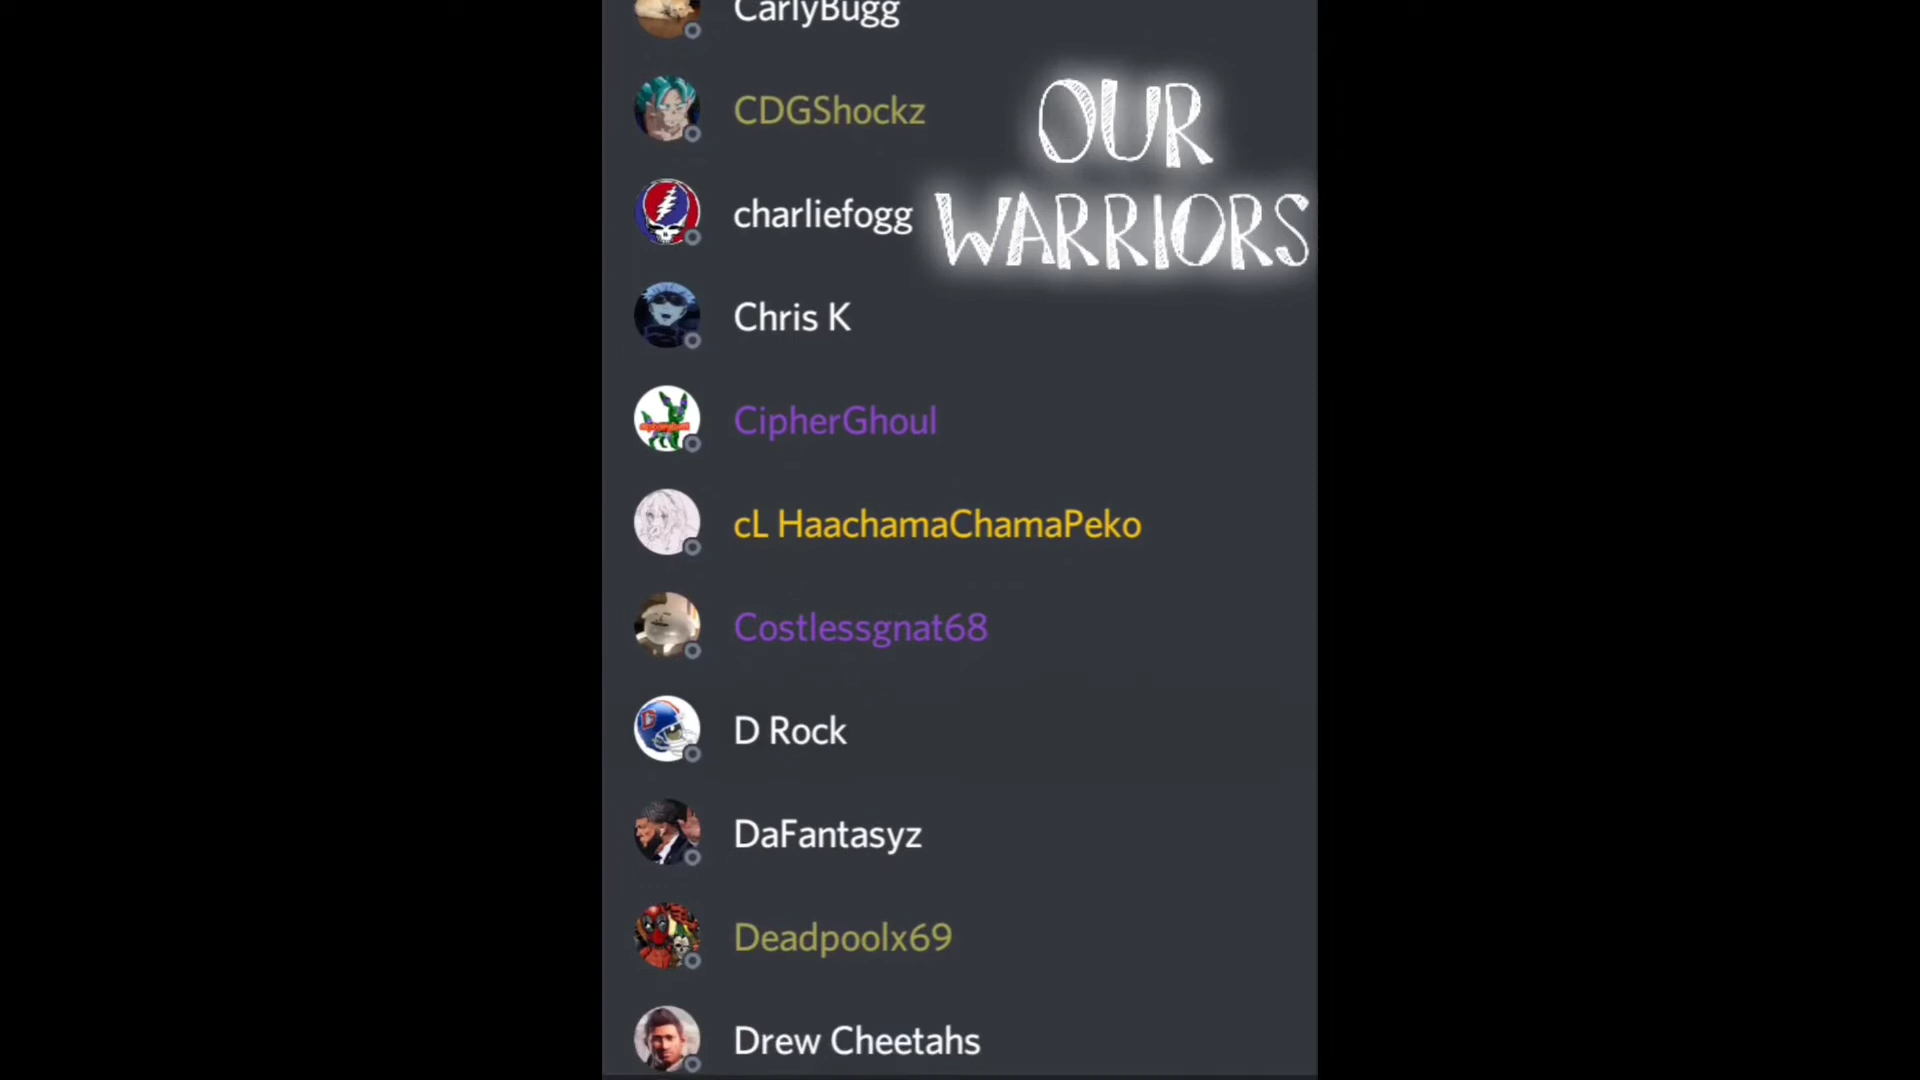 CarlyBugg
CDGShockz
OUR
charliefogg
WARRIORS
Chris K
CipherGhoul
cL HaachamaChamaPeko
Costlessgnat68
D Rock
DaFantasyz
Deadpoolx69
Drew Cheetahs